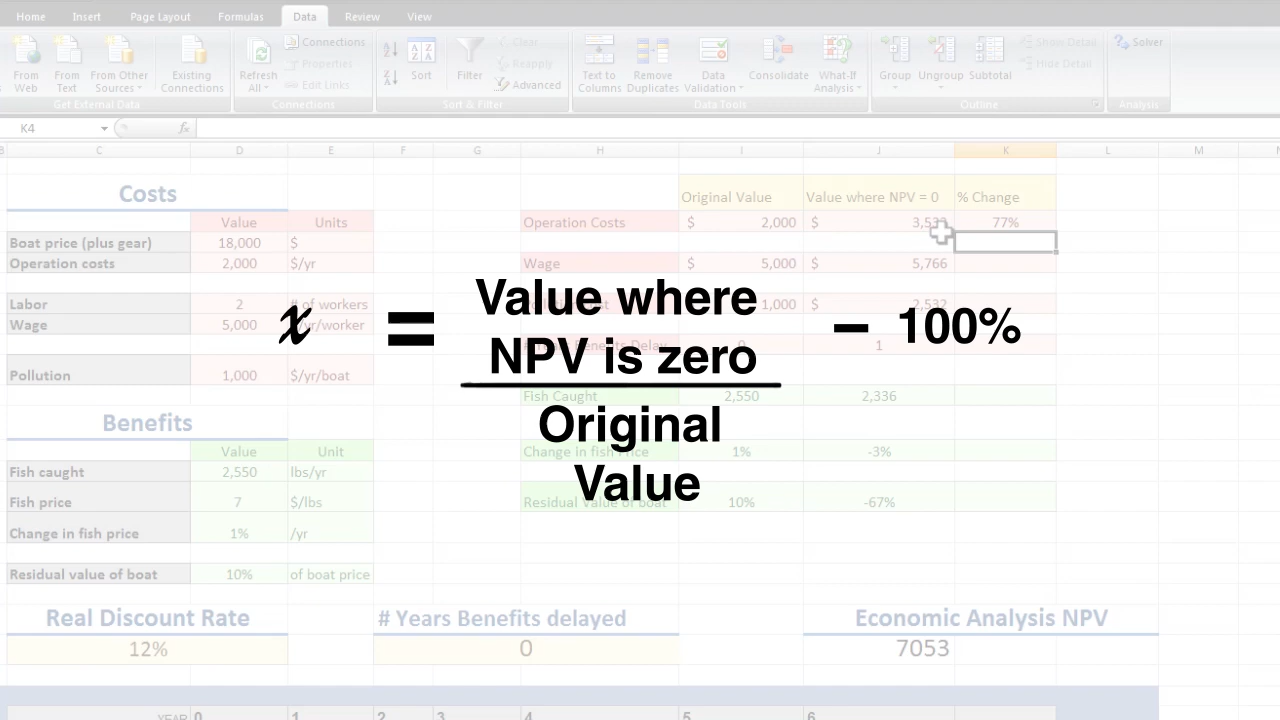 Home Insert Page Layout Formulas Data Review View
From Web From Text From Other Sources Existing Connections Refresh All Connections Properties Edit Links Sort Filter Clear Reapply Advanced Text to Columns Remove Duplicates Data Validation Consolidate What-If Analysis Group Ungroup Subtotal Show Detail Hide Detail Solver
Get External Data Connections Sort & Filter Data Tools Outline Analysis
K4 fx
C D E F G H I J K L M
Costs
Original Value Value where NPV = 0 % Change
Value Units
Operation Costs $ 2,000 $ 77%
Boat price (plus gear) 18,000 $
Operation costs 2,000 $/yr
Wage $ 5,000 $ 5,766
Labor 2 # of workers
1,000 $ 2,532
Wage 5,000 $/yr/worker
Benefits Delay 0 1
Pollution 1,000 $/yr/boat
Fish Caught 2,550 2,336
x = Value where
NPV is zero
Original
Value
− 100%
Benefits
Value Unit
Change in fish Price 1% -3%
Fish caught 2,550 lbs/yr
Fish price 7 $/lbs
Residual Value of boat 10% -67%
Change in fish price 1% /yr
Residual value of boat 10% of boat price
Real Discount Rate # Years Benefits delayed Economic Analysis NPV
12% 0 7053
YEAR 0 1 2 3 4 5 6